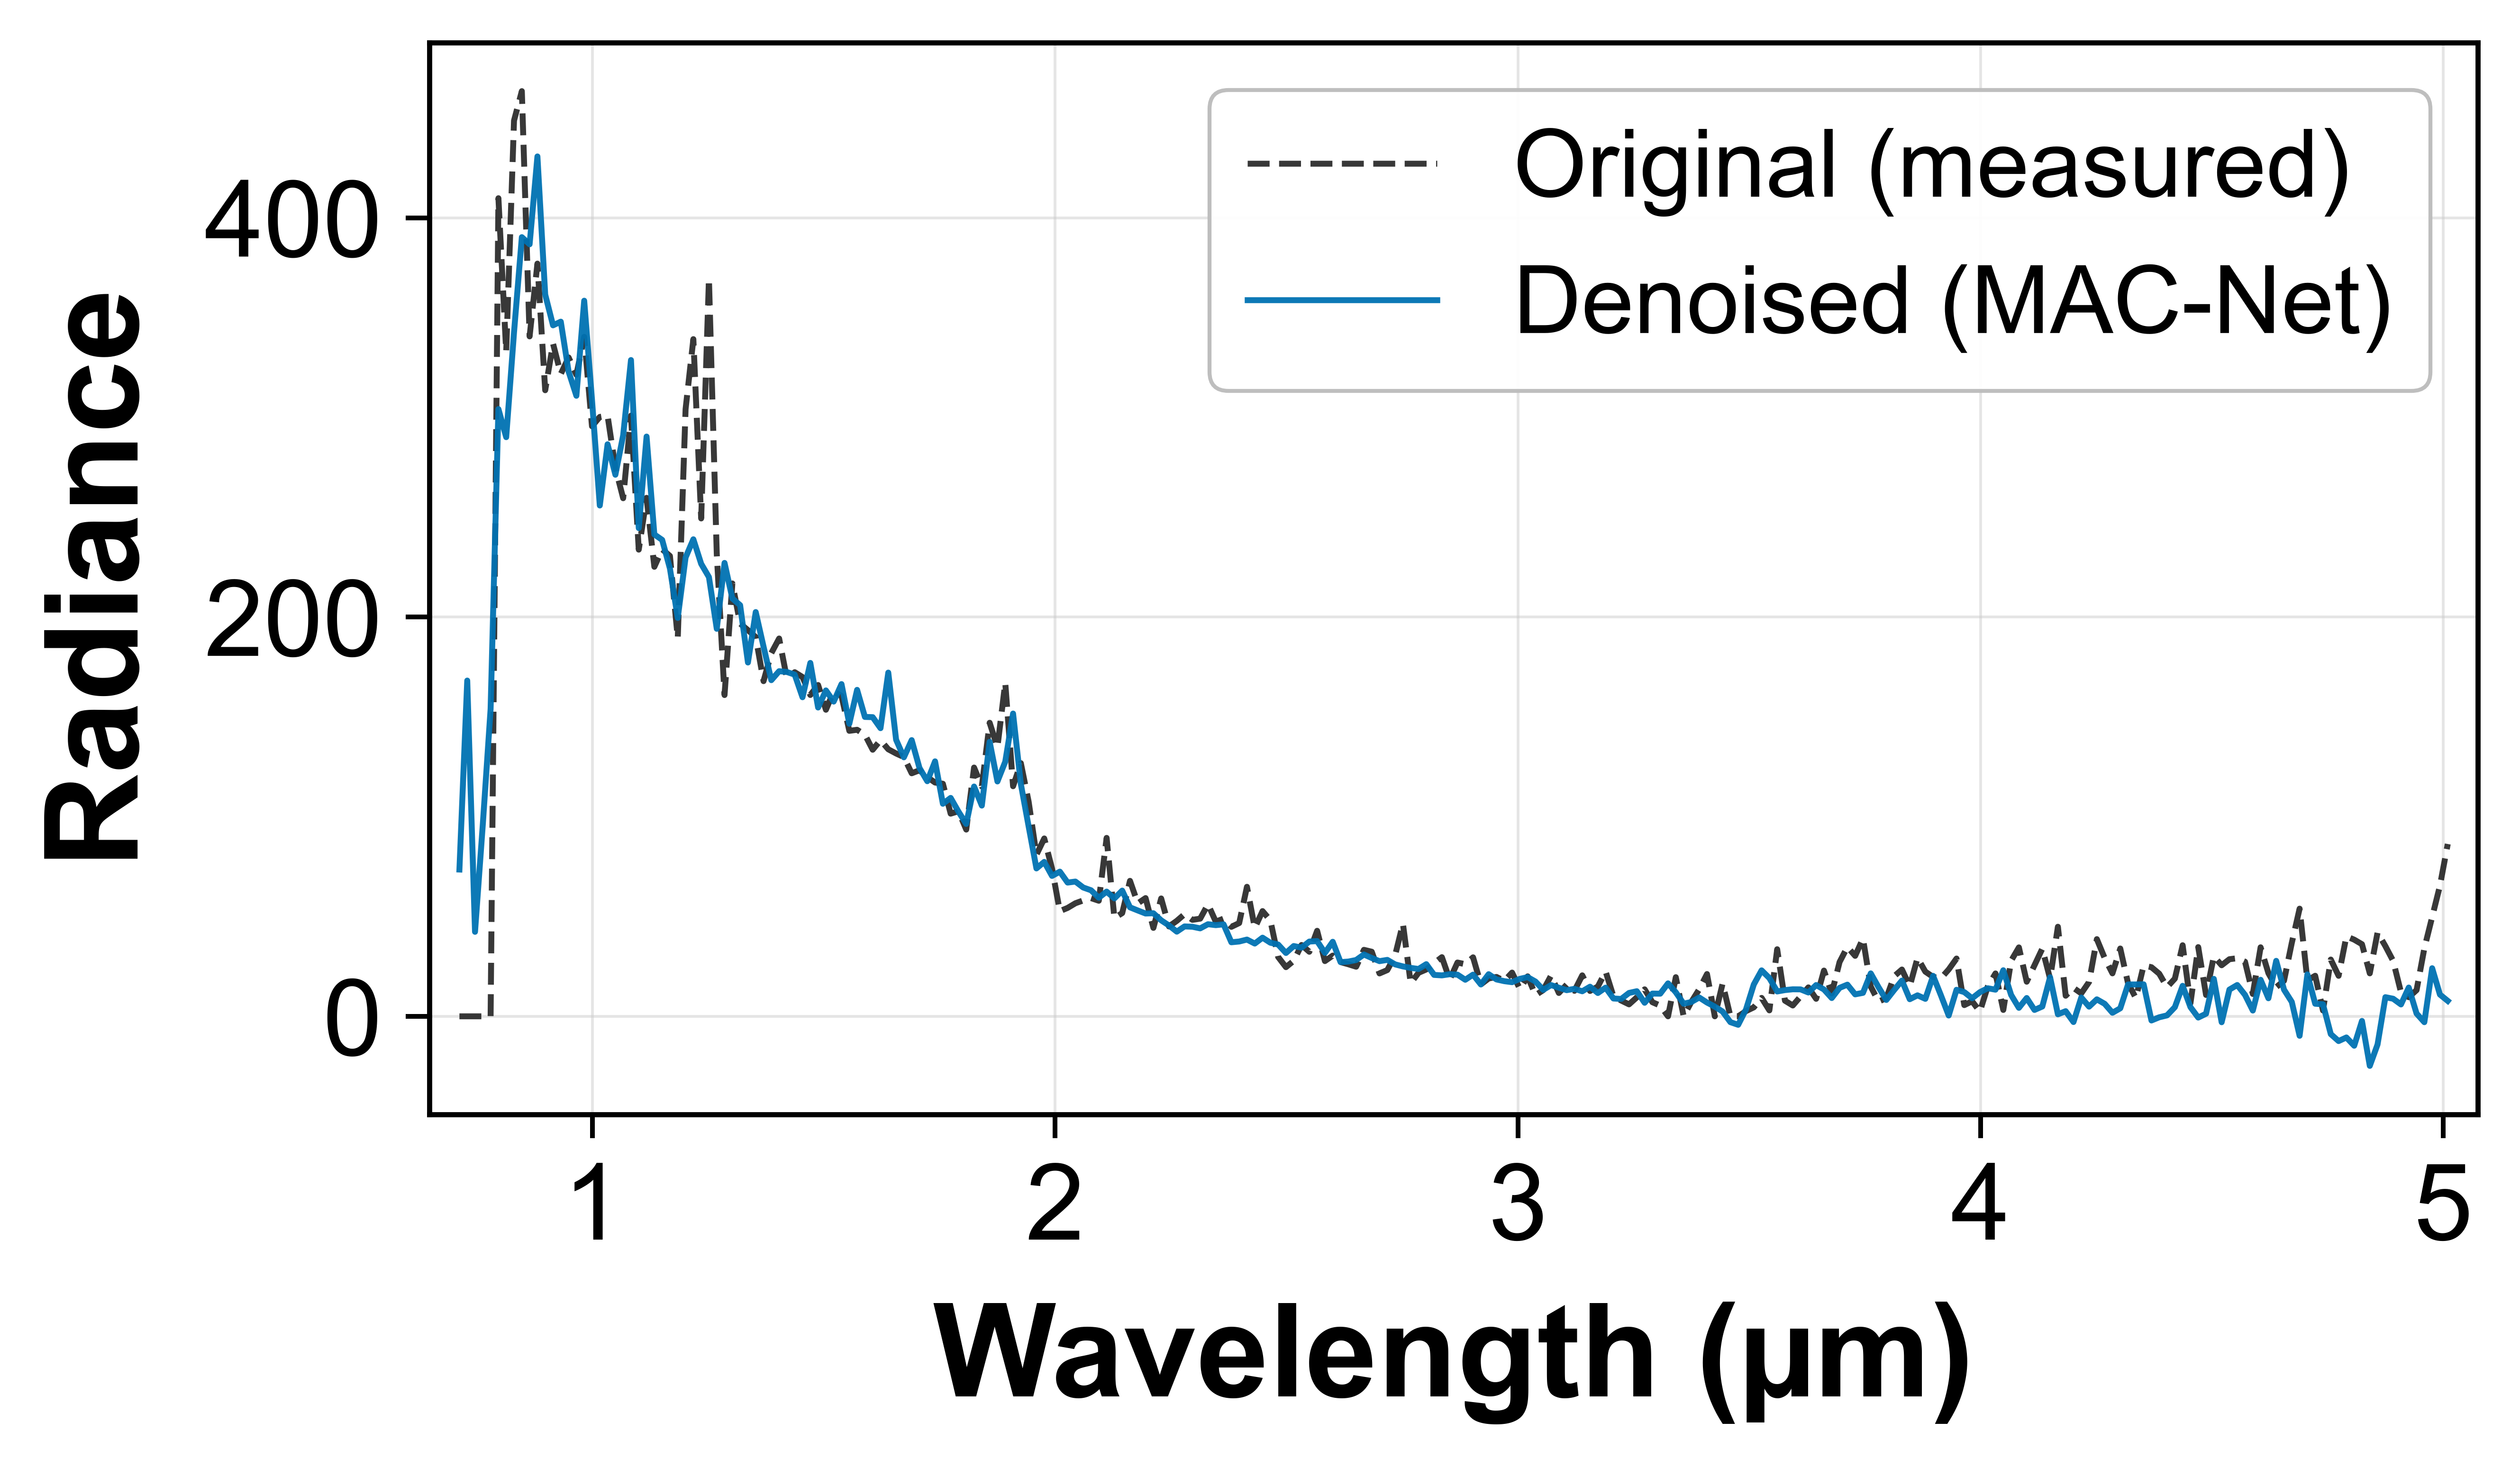 Radiance
400
200
0
Original (measured)
Denoised (MAC-Net)
1 2 3 4 5
Wavelength (μm)